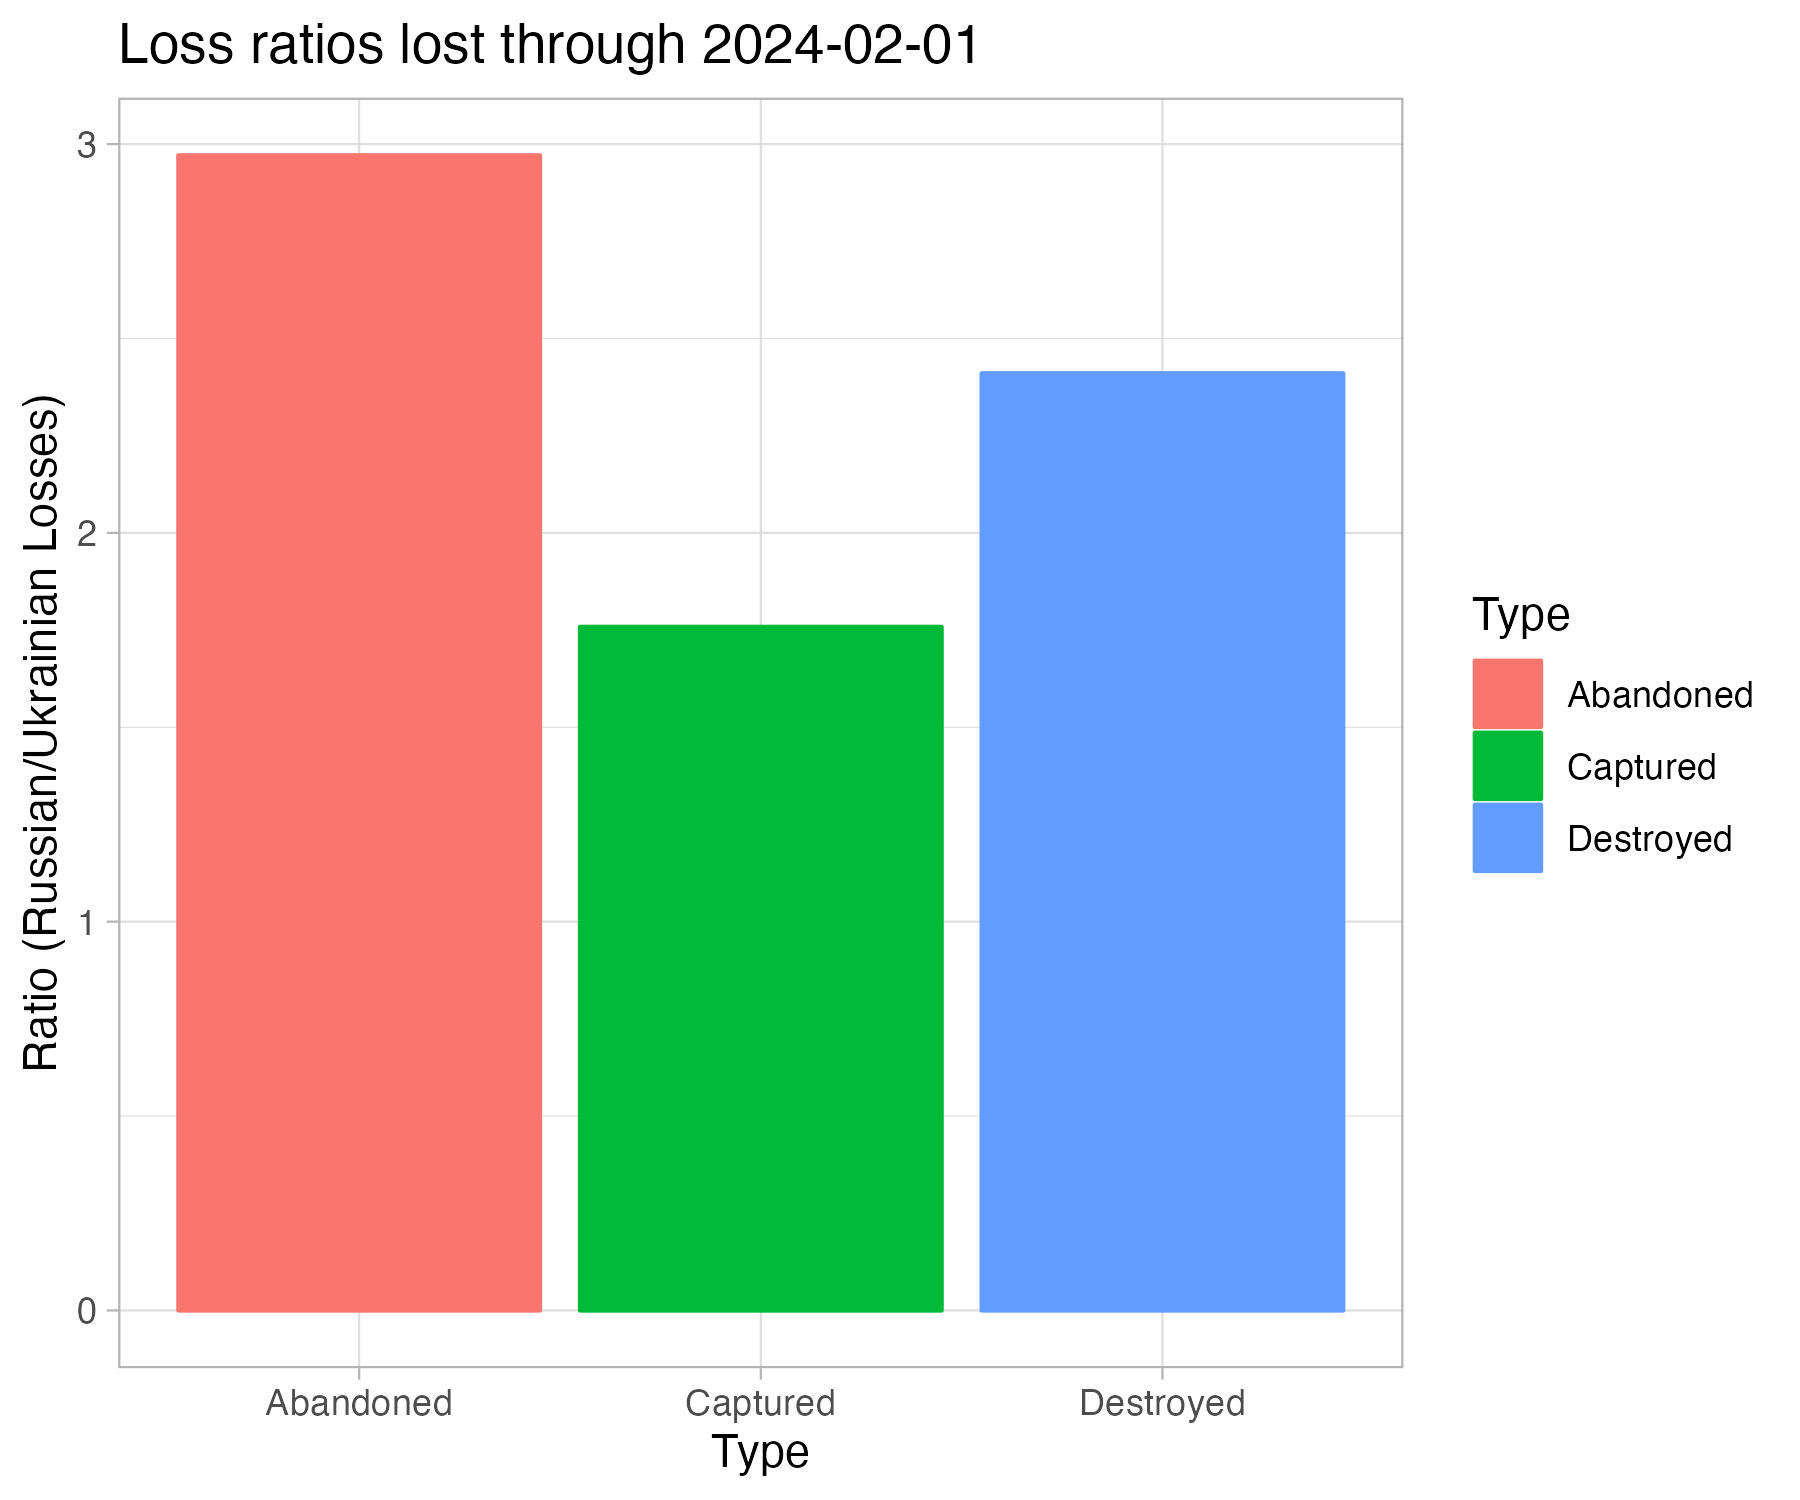 Loss ratios lost through 2024-02-01
Ratio (Russian/Ukrainian Losses)
3
2
1
0
Abandoned
Captured
Destroyed
Type
Type
Abandoned
Captured
Destroyed